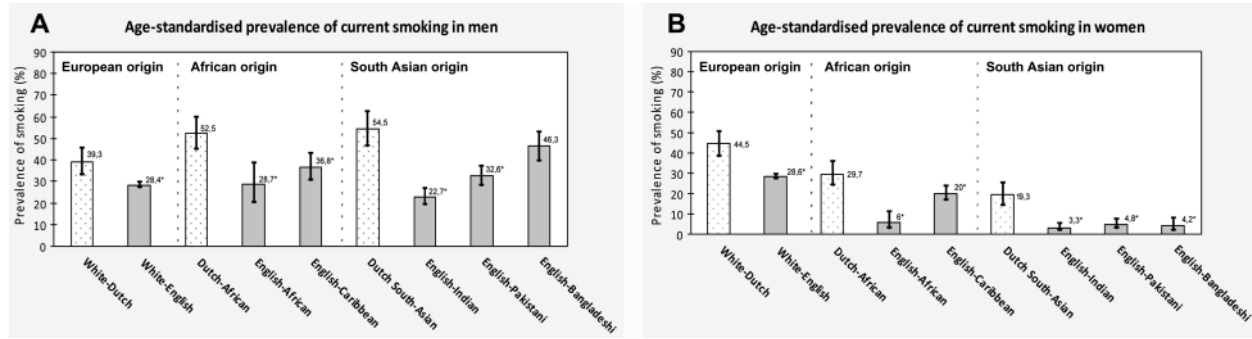 A
Age-standardised prevalence of current smoking in men
Prevalence of smoking (%)
90
80
70
60
50
40
30
20
10
0
European origin
African origin
South Asian origin
39,3
28,4*
52,5
28,7*
36,8*
54,5
22,7*
32,6*
46,3
White-Dutch
White-English
Dutch-African
English-African
English-Caribbean
Dutch South-Asian
English-Indian
English-Pakistani
English-Bangladeshi
B
Age-standardised prevalence of current smoking in women
Prevalence of smoking (%)
90
80
70
60
50
40
30
20
10
0
European origin
African origin
South Asian origin
44,5
28,6*
29,7
6*
20*
19,3
3,3*
4,8*
4,2*
White-Dutch
White-English
Dutch-African
English-African
English-Caribbean
Dutch South-Asian
English-Indian
English-Pakistani
English-Bangladeshi